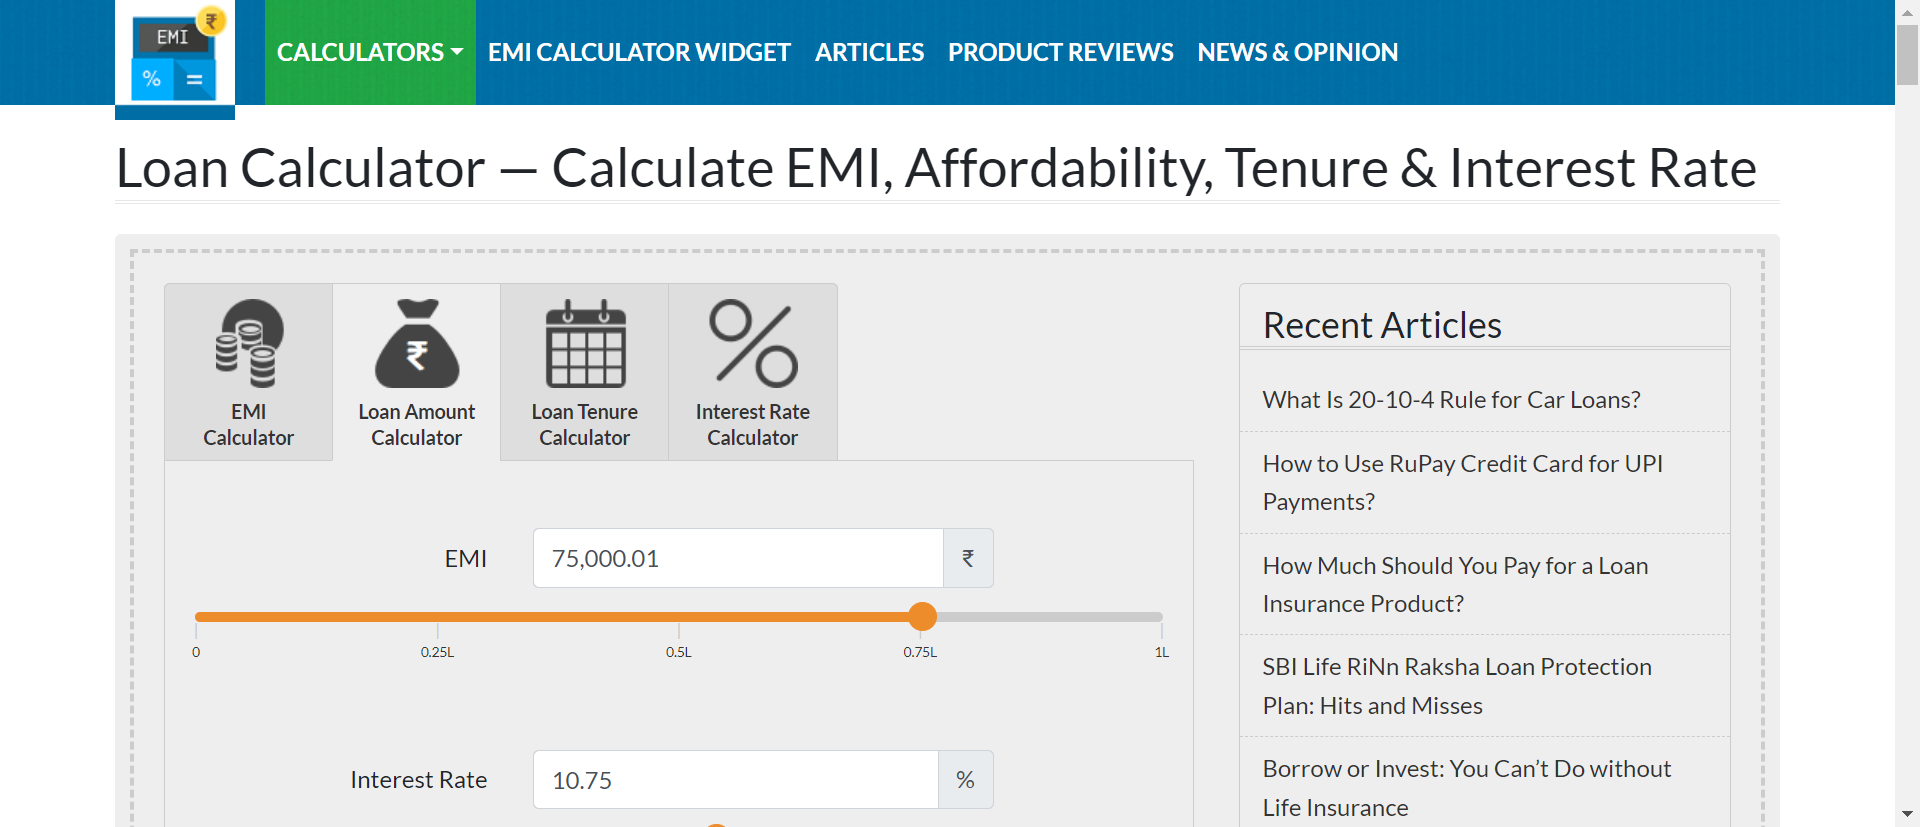 EMI ₹
% =
CALCULATORS EMI CALCULATOR WIDGET ARTICLES PRODUCT REVIEWS NEWS & OPINION
Loan Calculator — Calculate EMI, Affordability, Tenure & Interest Rate
EMI
Calculator
Loan Amount
Calculator
Loan Tenure
Calculator
Interest Rate
Calculator
EMI 75,000.01 ₹
0 0.25L 0.5L 0.75L 1L
Interest Rate 10.75 %
Recent Articles
What Is 20-10-4 Rule for Car Loans?
How to Use RuPay Credit Card for UPI
Payments?
How Much Should You Pay for a Loan
Insurance Product?
SBI Life RiNn Raksha Loan Protection
Plan: Hits and Misses
Borrow or Invest: You Can’t Do without
Life Insurance